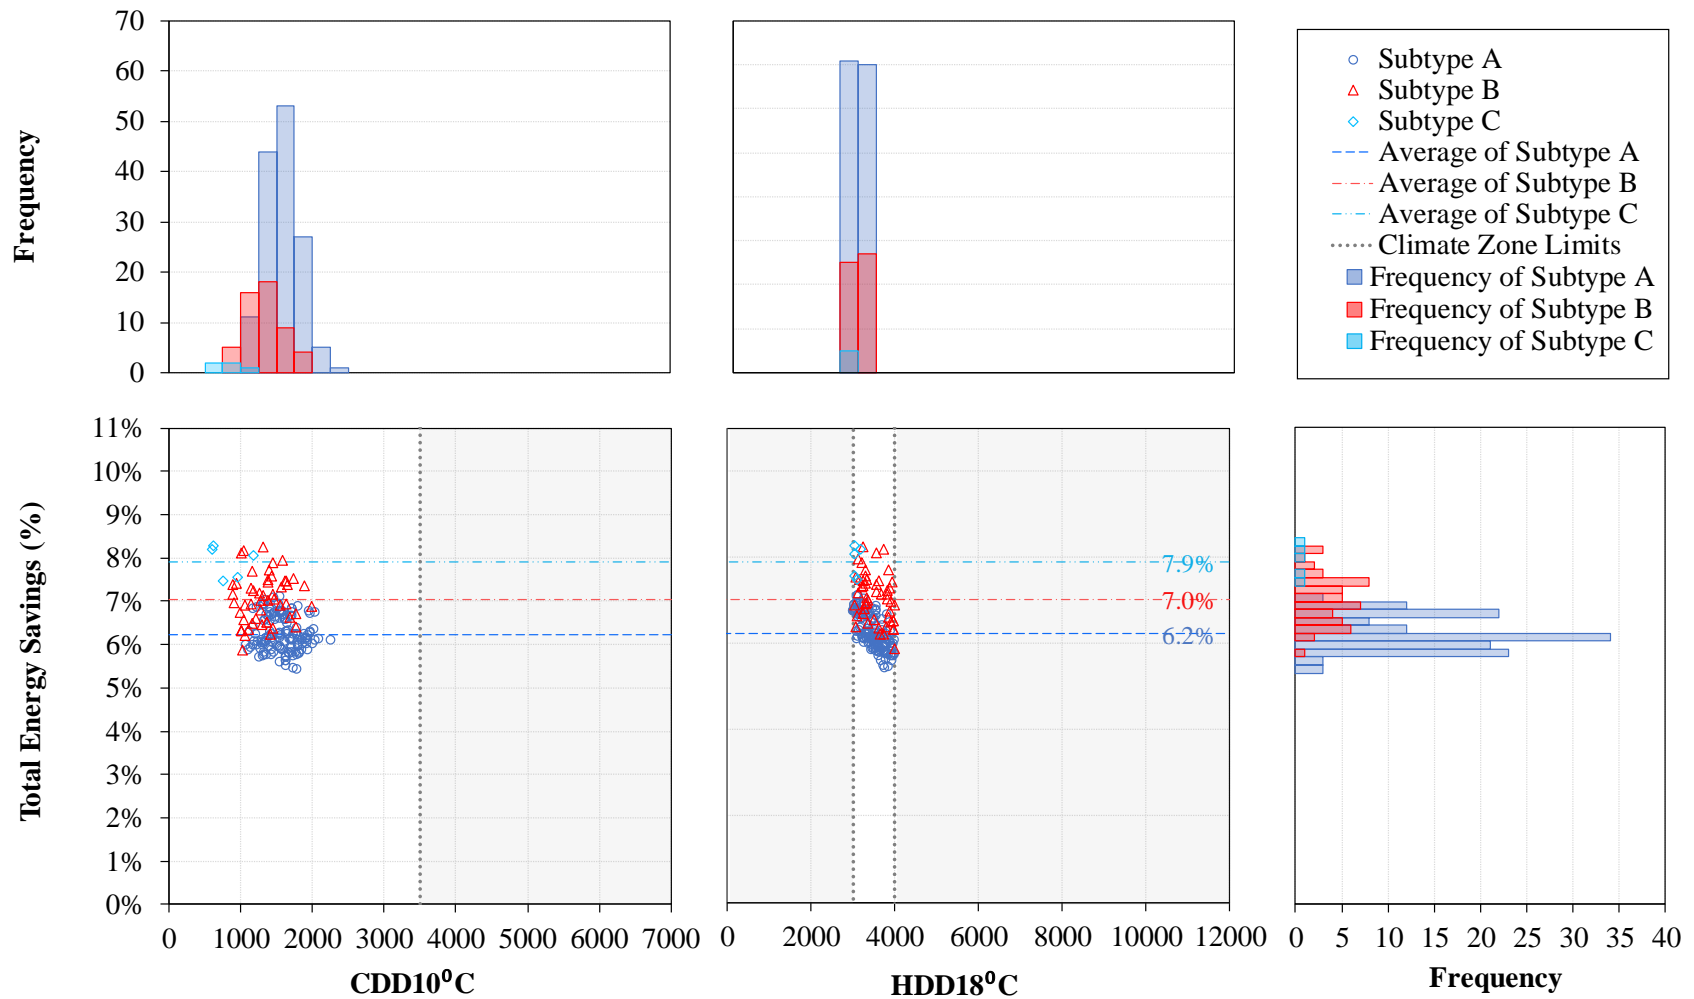 Frequency
70
60
50
40
30
20
10
0
Subtype A
Subtype B
Subtype C
Average of Subtype A
Average of Subtype B
Average of Subtype C
Climate Zone Limits
Frequency of Subtype A
Frequency of Subtype B
Frequency of Subtype C
Total Energy Savings (%)
11%
10%
9%
8%
7%
6%
5%
4%
3%
2%
1%
0%
7.9%
7.0%
6.2%
0 1000 2000 3000 4000 5000 6000 7000
CDD10⁰C
0 2000 4000 6000 8000 10000 12000
HDD18⁰C
0 5 10 15 20 25 30 35 40
Frequency